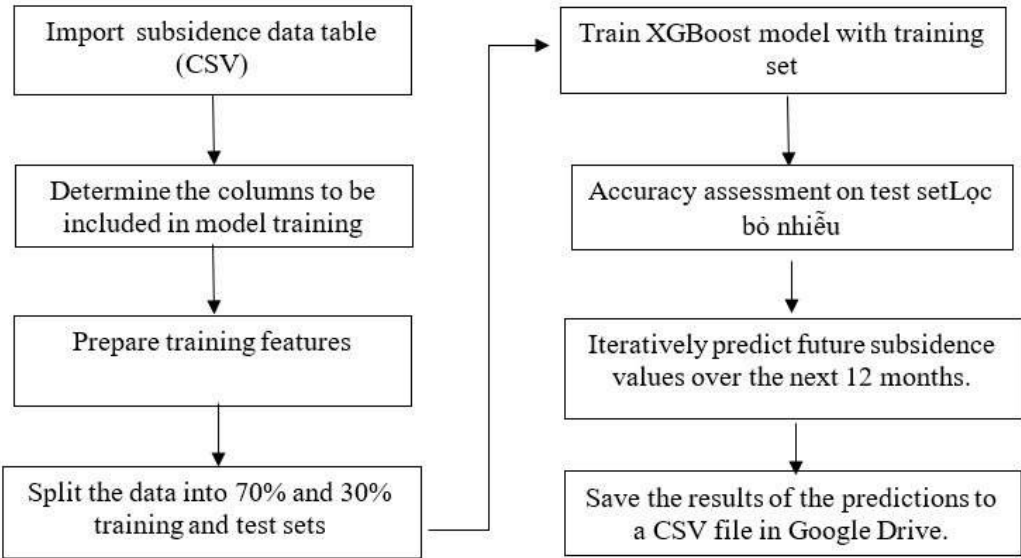 Import subsidence data table
(CSV)
Determine the columns to be
included in model training
Prepare training features
Split the data into 70% and 30%
training and test sets
Train XGBoost model with training
set
Accuracy assessment on test setLọc
bỏ nhiễu
Iteratively predict future subsidence
values over the next 12 months.
Save the results of the predictions to
a CSV file in Google Drive.